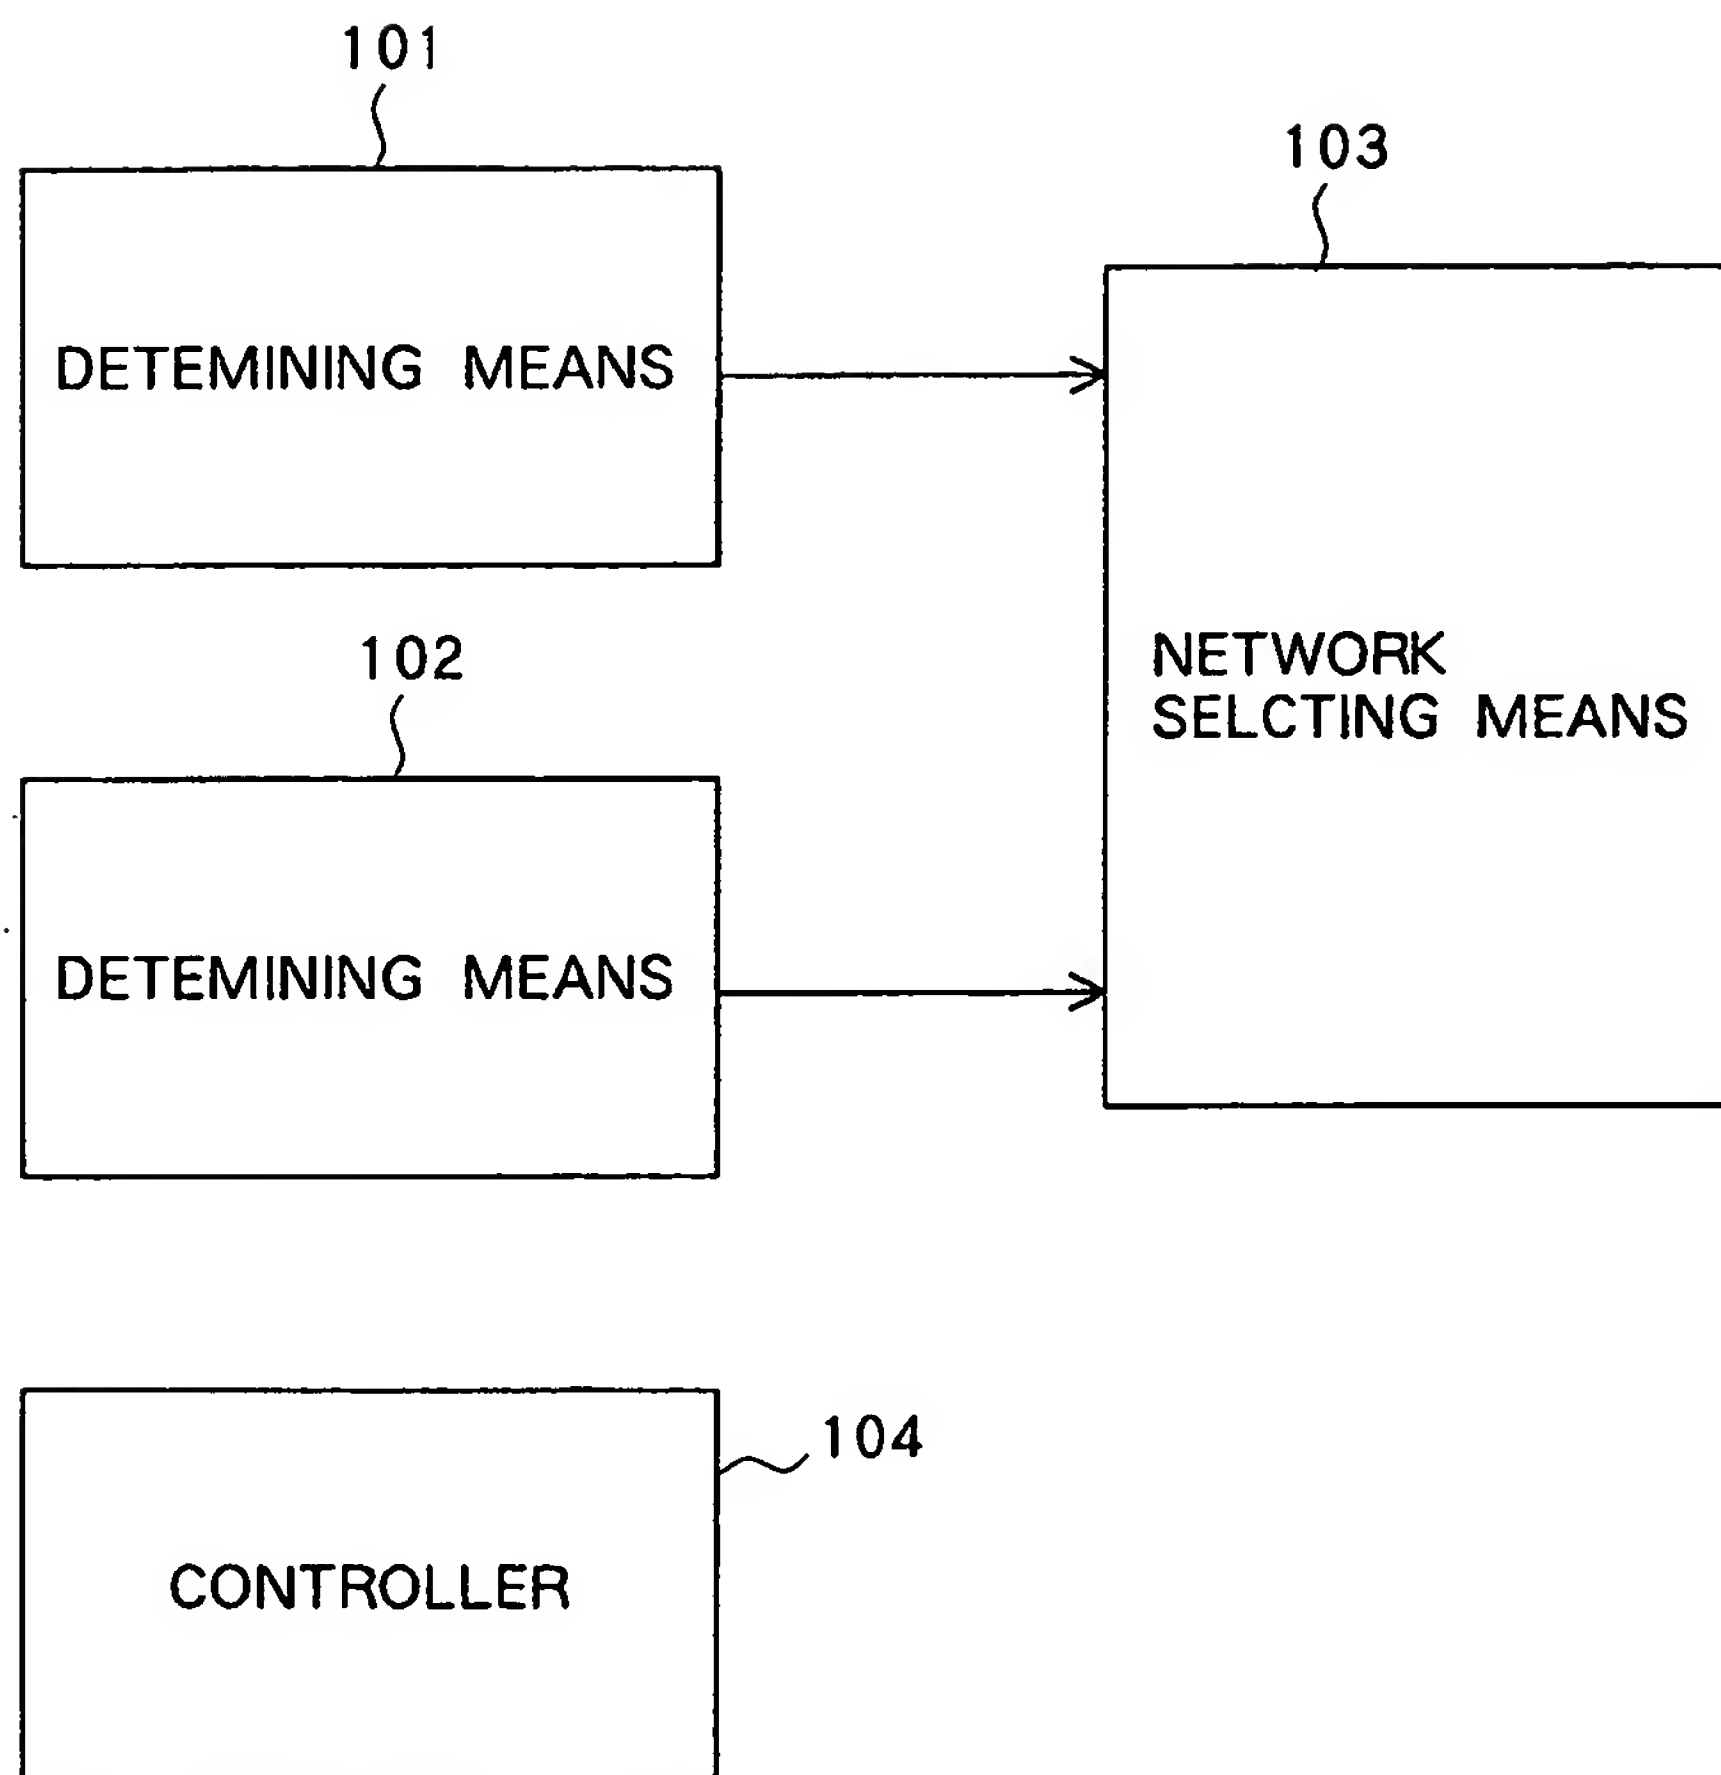 101
103
DETEMINING MEANS
102
NETWORK
SELCTING MEANS
DETEMINING MEANS
104
CONTROLLER